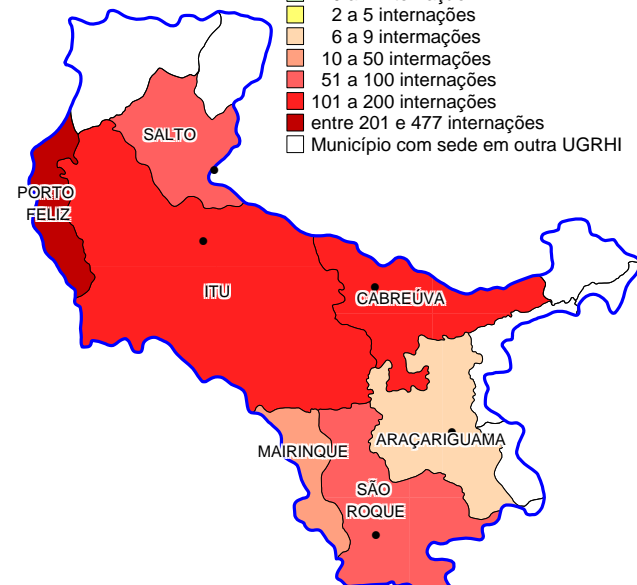 2 a 5 internações
6 a 9 intermações
10 a 50 internações
51 a 100 internações
101 a 200 internações
entre 201 e 477 internações
Município com sede em outra UGRHI
SALTO
PORTO
FELIZ
ITU
CABREÚVA
MAIRINQUE
ARAÇARIGUAMA
SÃO
ROQUE